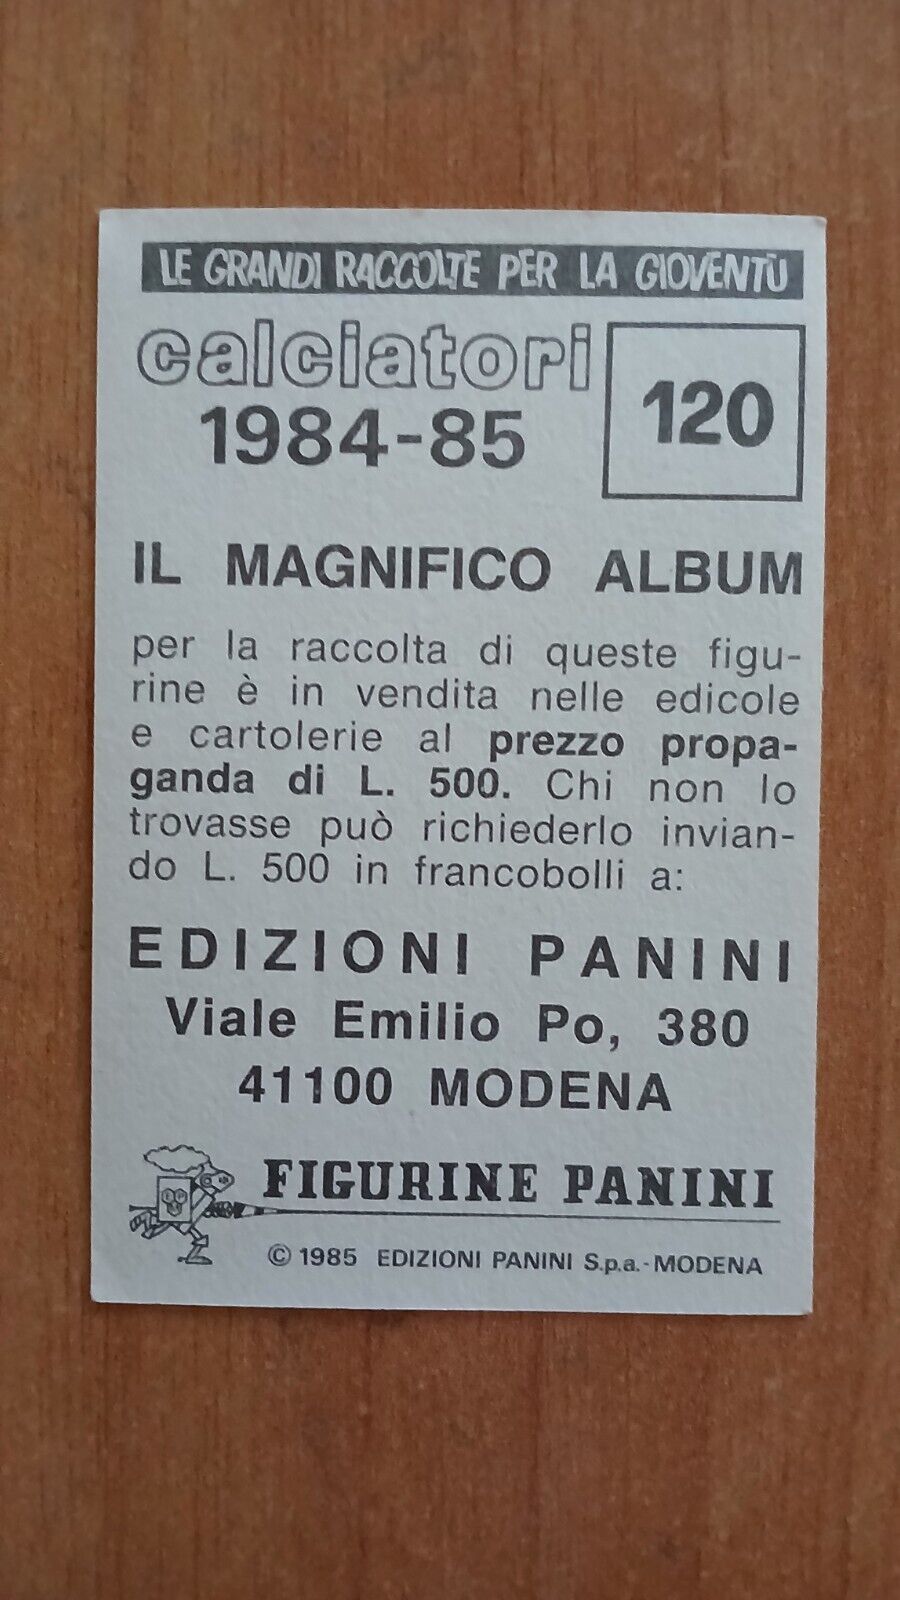 LE GRANDI RACCOLTE PER LA GIOVENTÙ
calciatori
1984-85
120
IL MAGNIFICO ALBUM
per la raccolta di queste figu-
rine è in vendita nelle edicole
e cartolerie al prezzo propa-
ganda di L. 500. Chi non lo
trovasse può richiederlo invian-
do L. 500 in francobolli a:
EDIZIONI PANINI
Viale Emilio Po, 380
41100 MODENA
FIGURINE PANINI
© 1985 EDIZIONI PANINI S.p.a.-MODENA